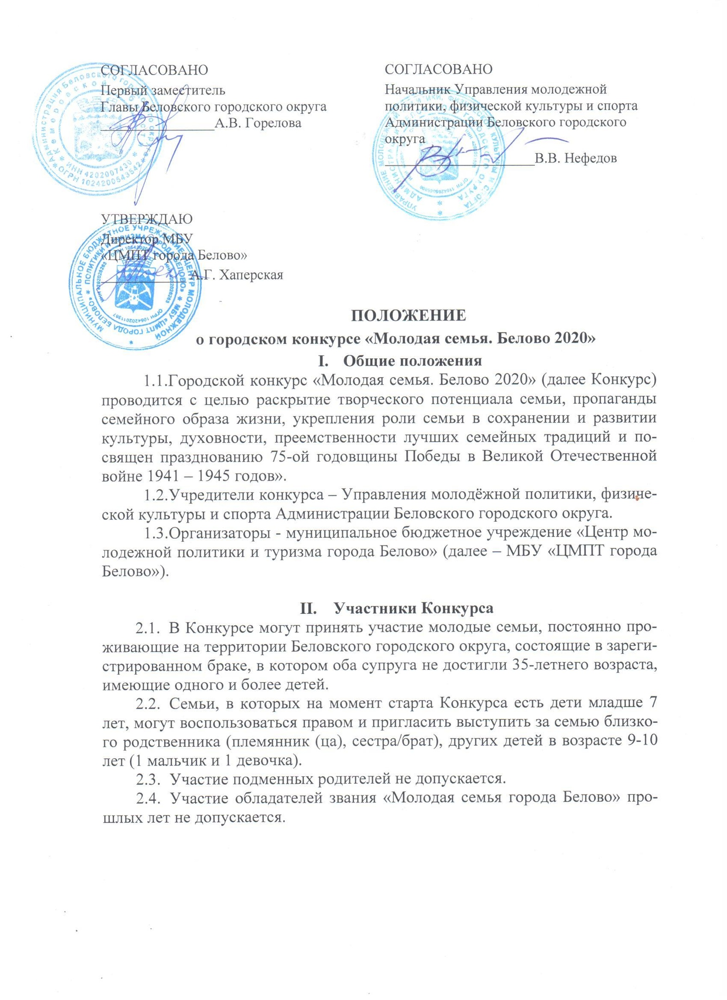 СОГЛАСОВАНО
Первый заместитель
Главы Беловского городского округа
________________А.В. Горелова
СОГЛАСОВАНО
Начальник Управления молодежной
политики, физической культуры и спорта
Администрации Беловского городского
округа
_____________________В.В. Нефедов
УТВЕРЖДАЮ
Директор МБУ
«ЦМПТ города Белово»
____________ А.Г. Хаперская
ПОЛОЖЕНИЕ
о городском конкурсе «Молодая семья. Белово 2020»
I. Общие положения
1.1.Городской конкурс «Молодая семья. Белово 2020» (далее Конкурс)
проводится с целью раскрытие творческого потенциала семьи, пропаганды
семейного образа жизни, укрепления роли семьи в сохранении и развитии
культуры, духовности, преемственности лучших семейных традиций и по-
священ празднованию 75-ой годовщины Победы в Великой Отечественной
войне 1941 – 1945 годов».
1.2.Учредители конкурса – Управления молодёжной политики, физиче-
ской культуры и спорта Администрации Беловского городского округа.
1.3.Организаторы - муниципальное бюджетное учреждение «Центр мо-
лодежной политики и туризма города Белово» (далее – МБУ «ЦМПТ города
Белово»).
II. Участники Конкурса
2.1. В Конкурсе могут принять участие молодые семьи, постоянно про-
живающие на территории Беловского городского округа, состоящие в зареги-
стрированном браке, в котором оба супруга не достигли 35-летнего возраста,
имеющие одного и более детей.
2.2. Семьи, в которых на момент старта Конкурса есть дети младше 7
лет, могут воспользоваться правом и пригласить выступить за семью близко-
го родственника (племянник (ца), сестра/брат), других детей в возрасте 9-10
лет (1 мальчик и 1 девочка).
2.3. Участие подменных родителей не допускается.
2.4. Участие обладателей звания «Молодая семья города Белово» про-
шлых лет не допускается.